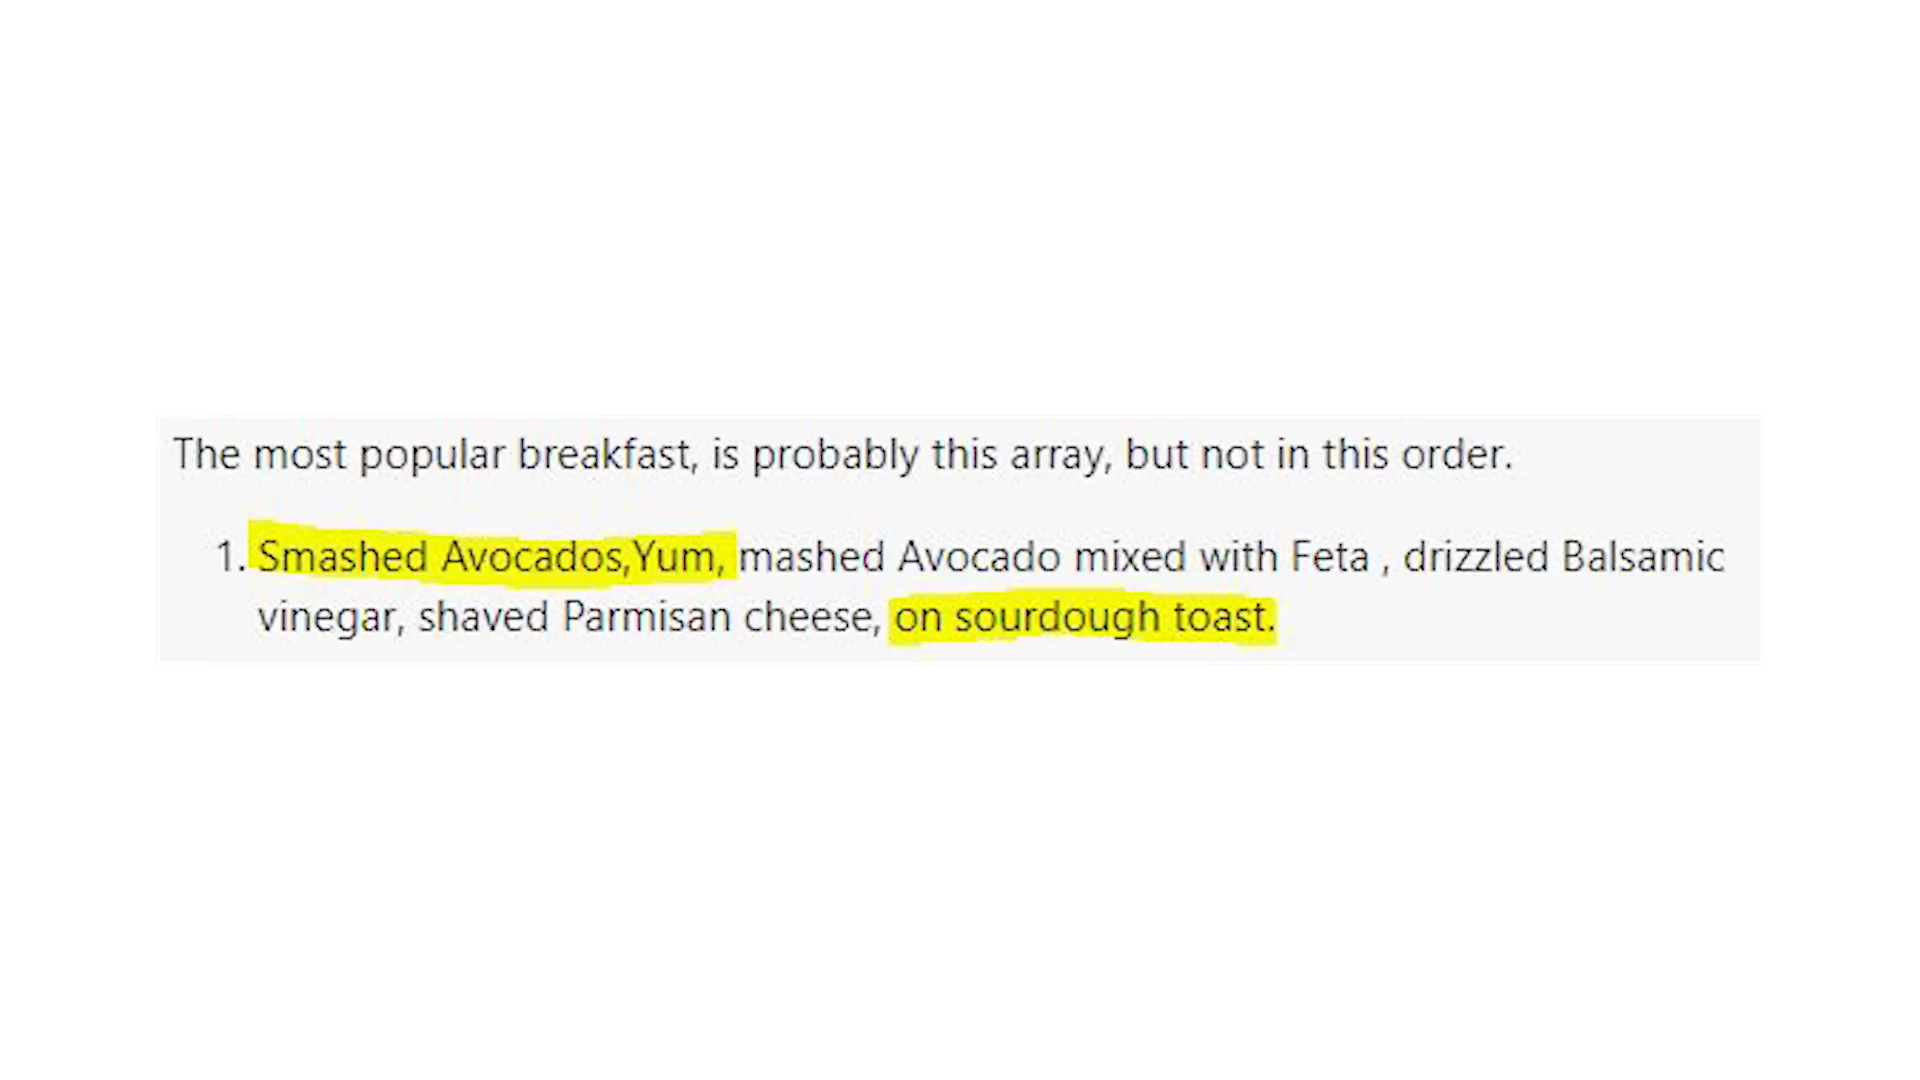 The most popular breakfast, is probably this array, but not in this order.
1. Smashed Avocados,Yum, mashed Avocado mixed with Feta , drizzled Balsamic
vinegar, shaved Parmisan cheese, on sourdough toast.